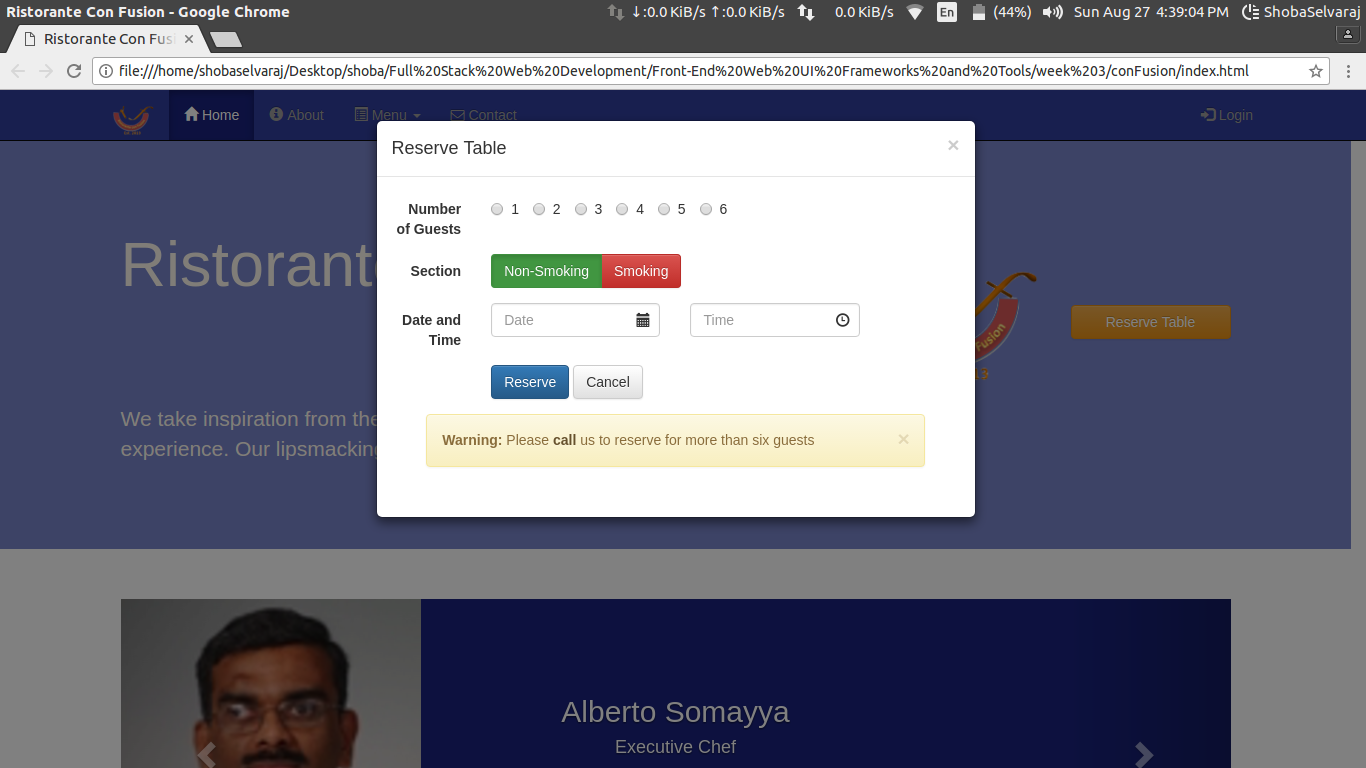 Ristorante Con Fusion - Google Chrome
↓:0.0 KiB/s ↑:0.0 KiB/s 0.0 KiB/s En (44%) Sun Aug 27 4:39:04 PM ShobaSelvaraj
Ristorante Con Fusi
file:///home/shobaselvaraj/Desktop/shoba/Full%20Stack%20Web%20Development/Front-End%20Web%20UI%20Frameworks%20and%20Tools/week%203/conFusion/index.html
Home About Menu Contact Login
Reserve Table ×
Number of Guests
1 2 3 4 5 6
Section Non-Smoking Smoking
Date and Time
Date Time
Reserve Cancel
Warning: Please call us to reserve for more than six guests ×
Ristorant
Fusion
Reserve Table
We take inspiration from the
experience. Our lipsmacking
Alberto Somayya
Executive Chef